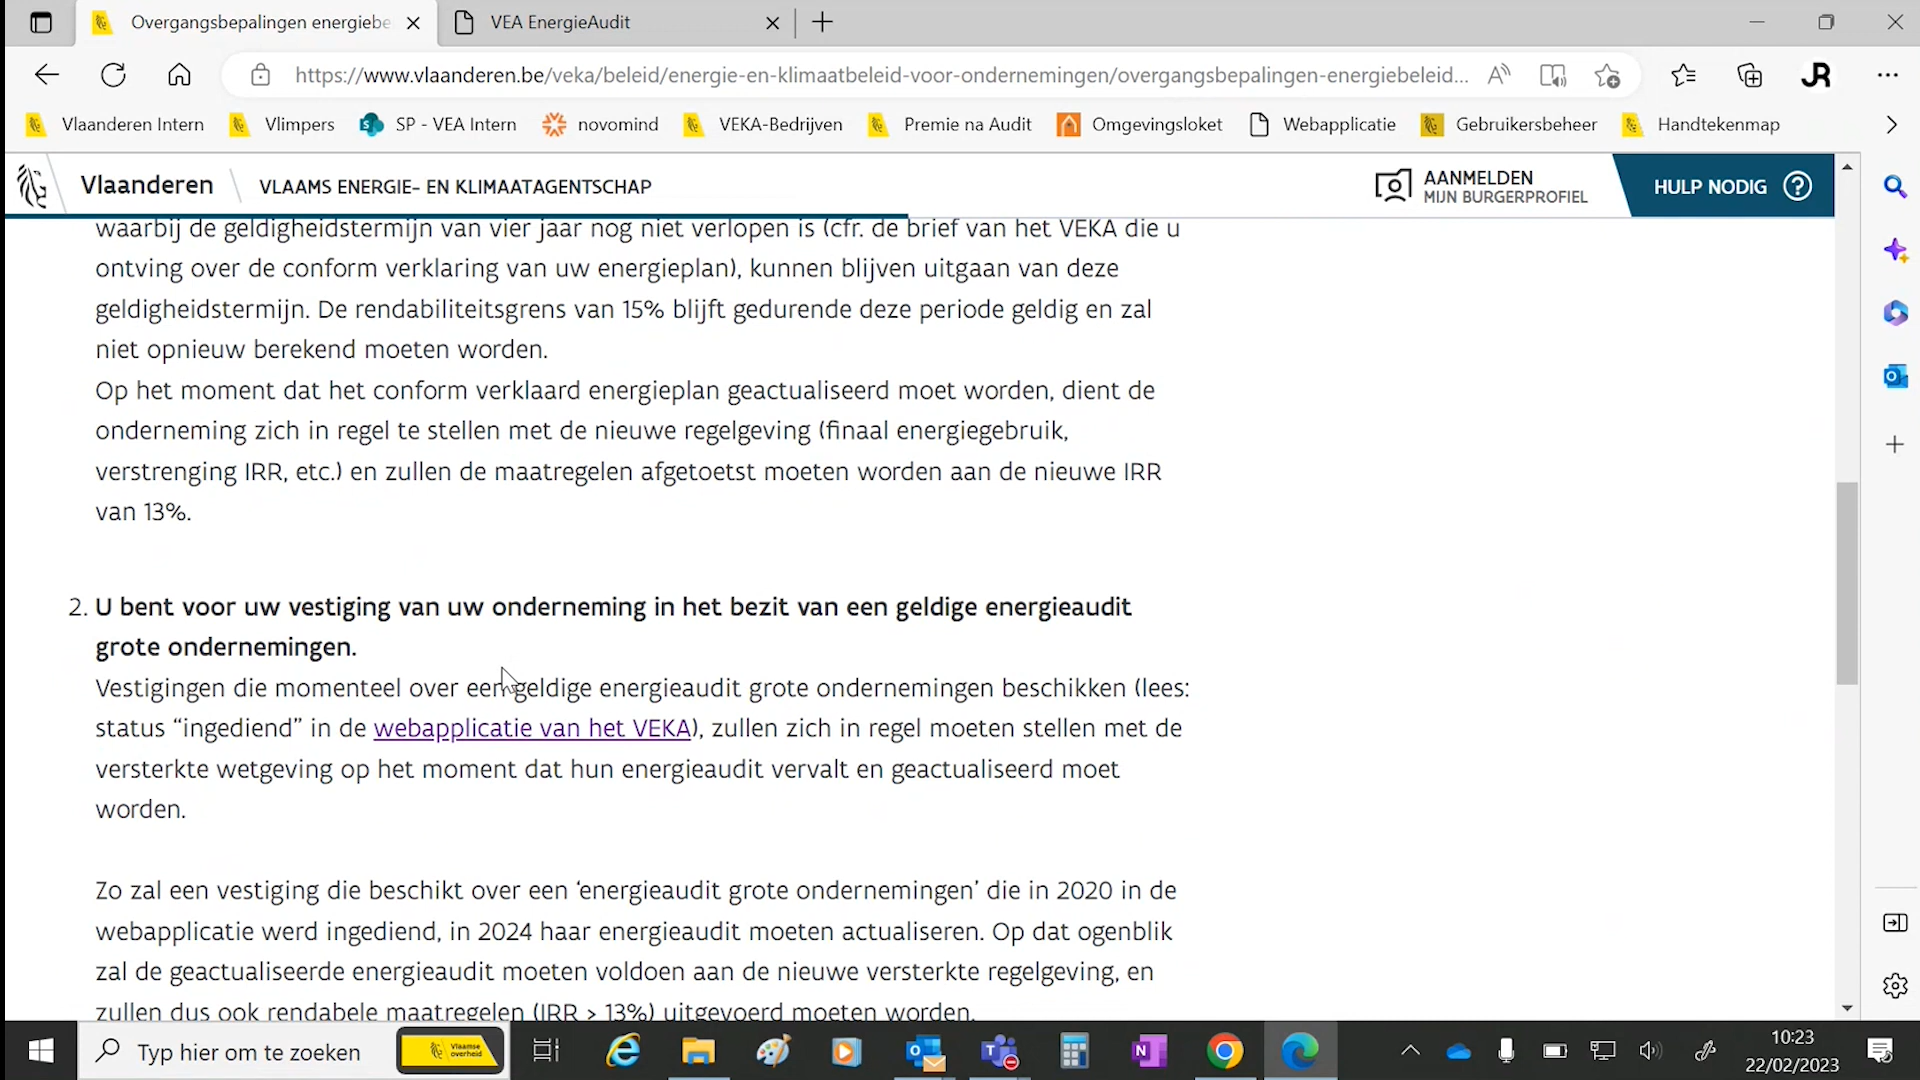 Overgangsbepalingen energiebe
VEA EnergieAudit
https://www.vlaanderen.be/veka/beleid/energie-en-klimaatbeleid-voor-ondernemingen/overgangsbepalingen-energiebeleid...
JR
Vlaanderen Intern
Vlimpers
SP - VEA Intern
novomind
VEKA-Bedrijven
Premie na Audit
Omgevingsloket
Webapplicatie
Gebruikersbeheer
Handtekenmap
Vlaanderen
VLAAMS ENERGIE- EN KLIMAATAGENTSCHAP
AANMELDEN
MIJN BURGERPROFIEL
HULP NODIG
waarbij de geldigheidstermijn van vier jaar nog niet verlopen is (cfr. de brief van het VEKA die u
ontving over de conform verklaring van uw energieplan), kunnen blijven uitgaan van deze
geldigheidstermijn. De rendabiliteitsgrens van 15% blijft gedurende deze periode geldig en zal
niet opnieuw berekend moeten worden.
Op het moment dat het conform verklaard energieplan geactualiseerd moet worden, dient de
onderneming zich in regel te stellen met de nieuwe regelgeving (finaal energiegebruik,
verstrenging IRR, etc.) en zullen de maatregelen afgetoetst moeten worden aan de nieuwe IRR
van 13%.
2. U bent voor uw vestiging van uw onderneming in het bezit van een geldige energieaudit
grote ondernemingen.
Vestigingen die momenteel over een geldige energieaudit grote ondernemingen beschikken (lees:
status “ingediend” in de webapplicatie van het VEKA), zullen zich in regel moeten stellen met de
versterkte wetgeving op het moment dat hun energieaudit vervalt en geactualiseerd moet
worden.
Zo zal een vestiging die beschikt over een ‘energieaudit grote ondernemingen’ die in 2020 in de
webapplicatie werd ingediend, in 2024 haar energieaudit moeten actualiseren. Op dat ogenblik
zal de geactualiseerde energieaudit moeten voldoen aan de nieuwe versterkte regelgeving, en
zullen dus ook rendabele maatregelen (IRR > 13%) uitgevoerd moeten worden.
Typ hier om te zoeken
Vlaamse
overheid
10:23
22/02/2023